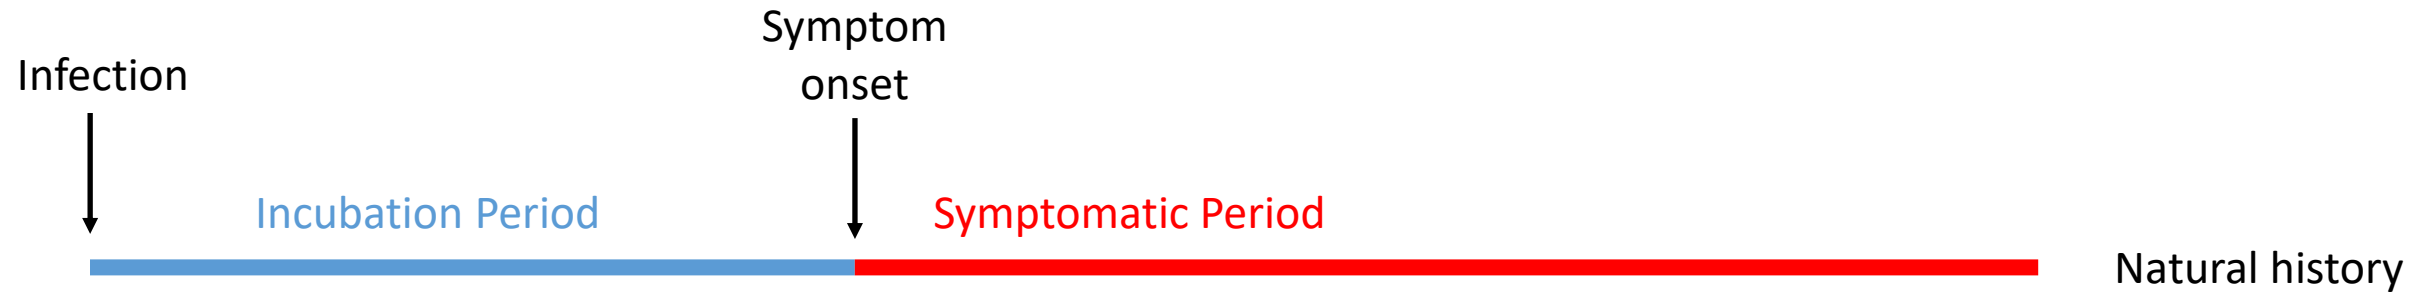 Symptom
onset
Infection
Incubation Period
Symptomatic Period
Natural history